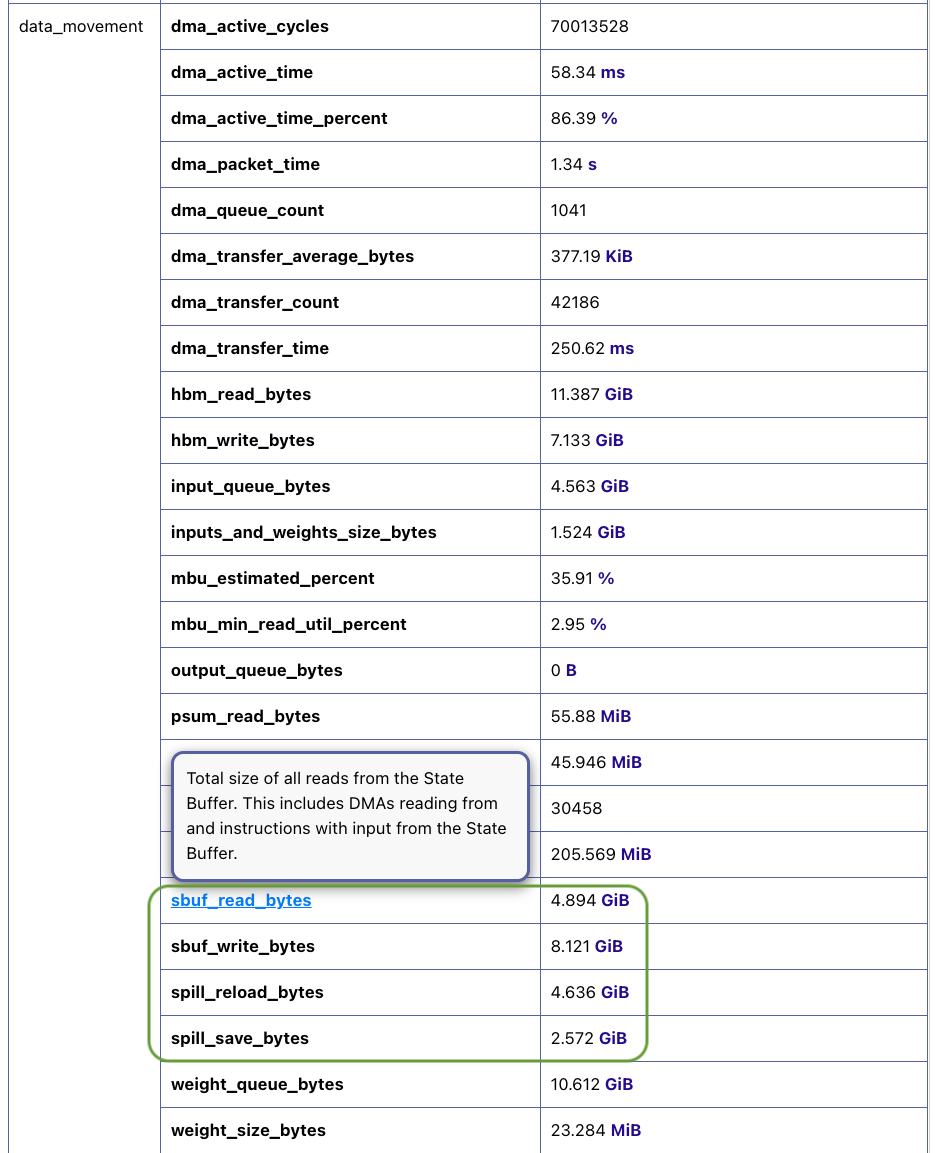 data_movement dma_active_cycles 70013528
dma_active_time 58.34 ms
dma_active_time_percent 86.39 %
dma_packet_time 1.34 s
dma_queue_count 1041
dma_transfer_average_bytes 377.19 KiB
dma_transfer_count 42186
dma_transfer_time 250.62 ms
hbm_read_bytes 11.387 GiB
hbm_write_bytes 7.133 GiB
input_queue_bytes 4.563 GiB
inputs_and_weights_size_bytes 1.524 GiB
mbu_estimated_percent 35.91 %
mbu_min_read_util_percent 2.95 %
output_queue_bytes 0 B
psum_read_bytes 55.88 MiB
45.946 MiB
30458
205.569 MiB
Total size of all reads from the State
Buffer. This includes DMAs reading from
and instructions with input from the State
Buffer.
sbuf_read_bytes 4.894 GiB
sbuf_write_bytes 8.121 GiB
spill_reload_bytes 4.636 GiB
spill_save_bytes 2.572 GiB
weight_queue_bytes 10.612 GiB
weight_size_bytes 23.284 MiB